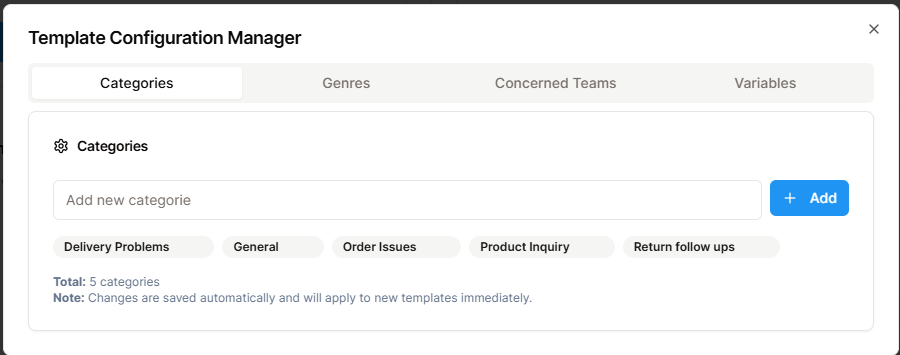 Template Configuration Manager
Categories Genres Concerned Teams Variables
Categories
Add new categorie
+ Add
Delivery Problems General Order Issues Product Inquiry Return follow ups
Total: 5 categories
Note: Changes are saved automatically and will apply to new templates immediately.